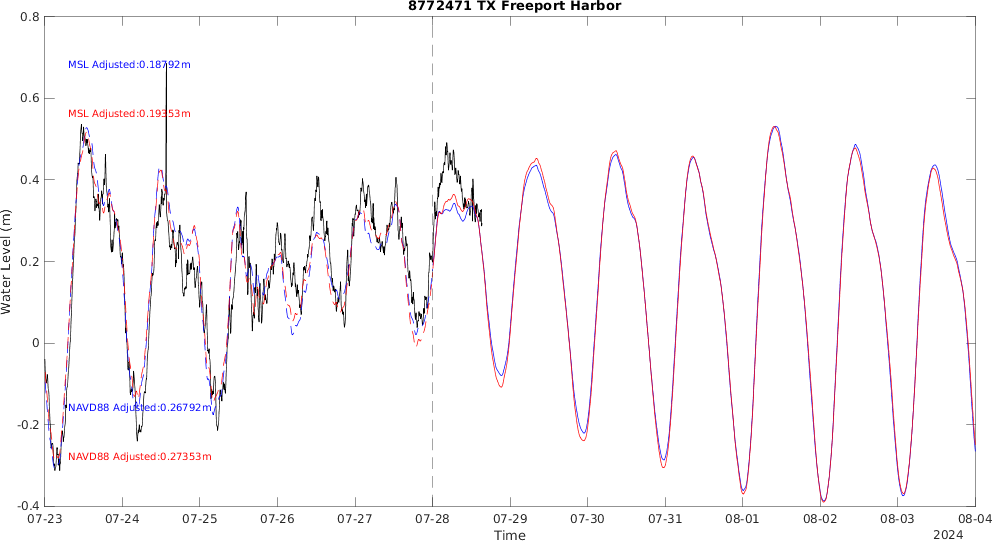 8772471 TX Freeport Harbor
0.8
MSL Adjusted:0.18792m
0.6
MSL Adjusted:0.19353m
0.4
Water Level (m)
0.2
0
NAVD88 Adjusted:0.26792m
-0.2
NAVD88 Adjusted:0.27353m
-0.4
07-23 07-24 07-25 07-26 07-27 07-28 07-29 07-30 07-31 08-01 08-02 08-03 08-04
Time
2024